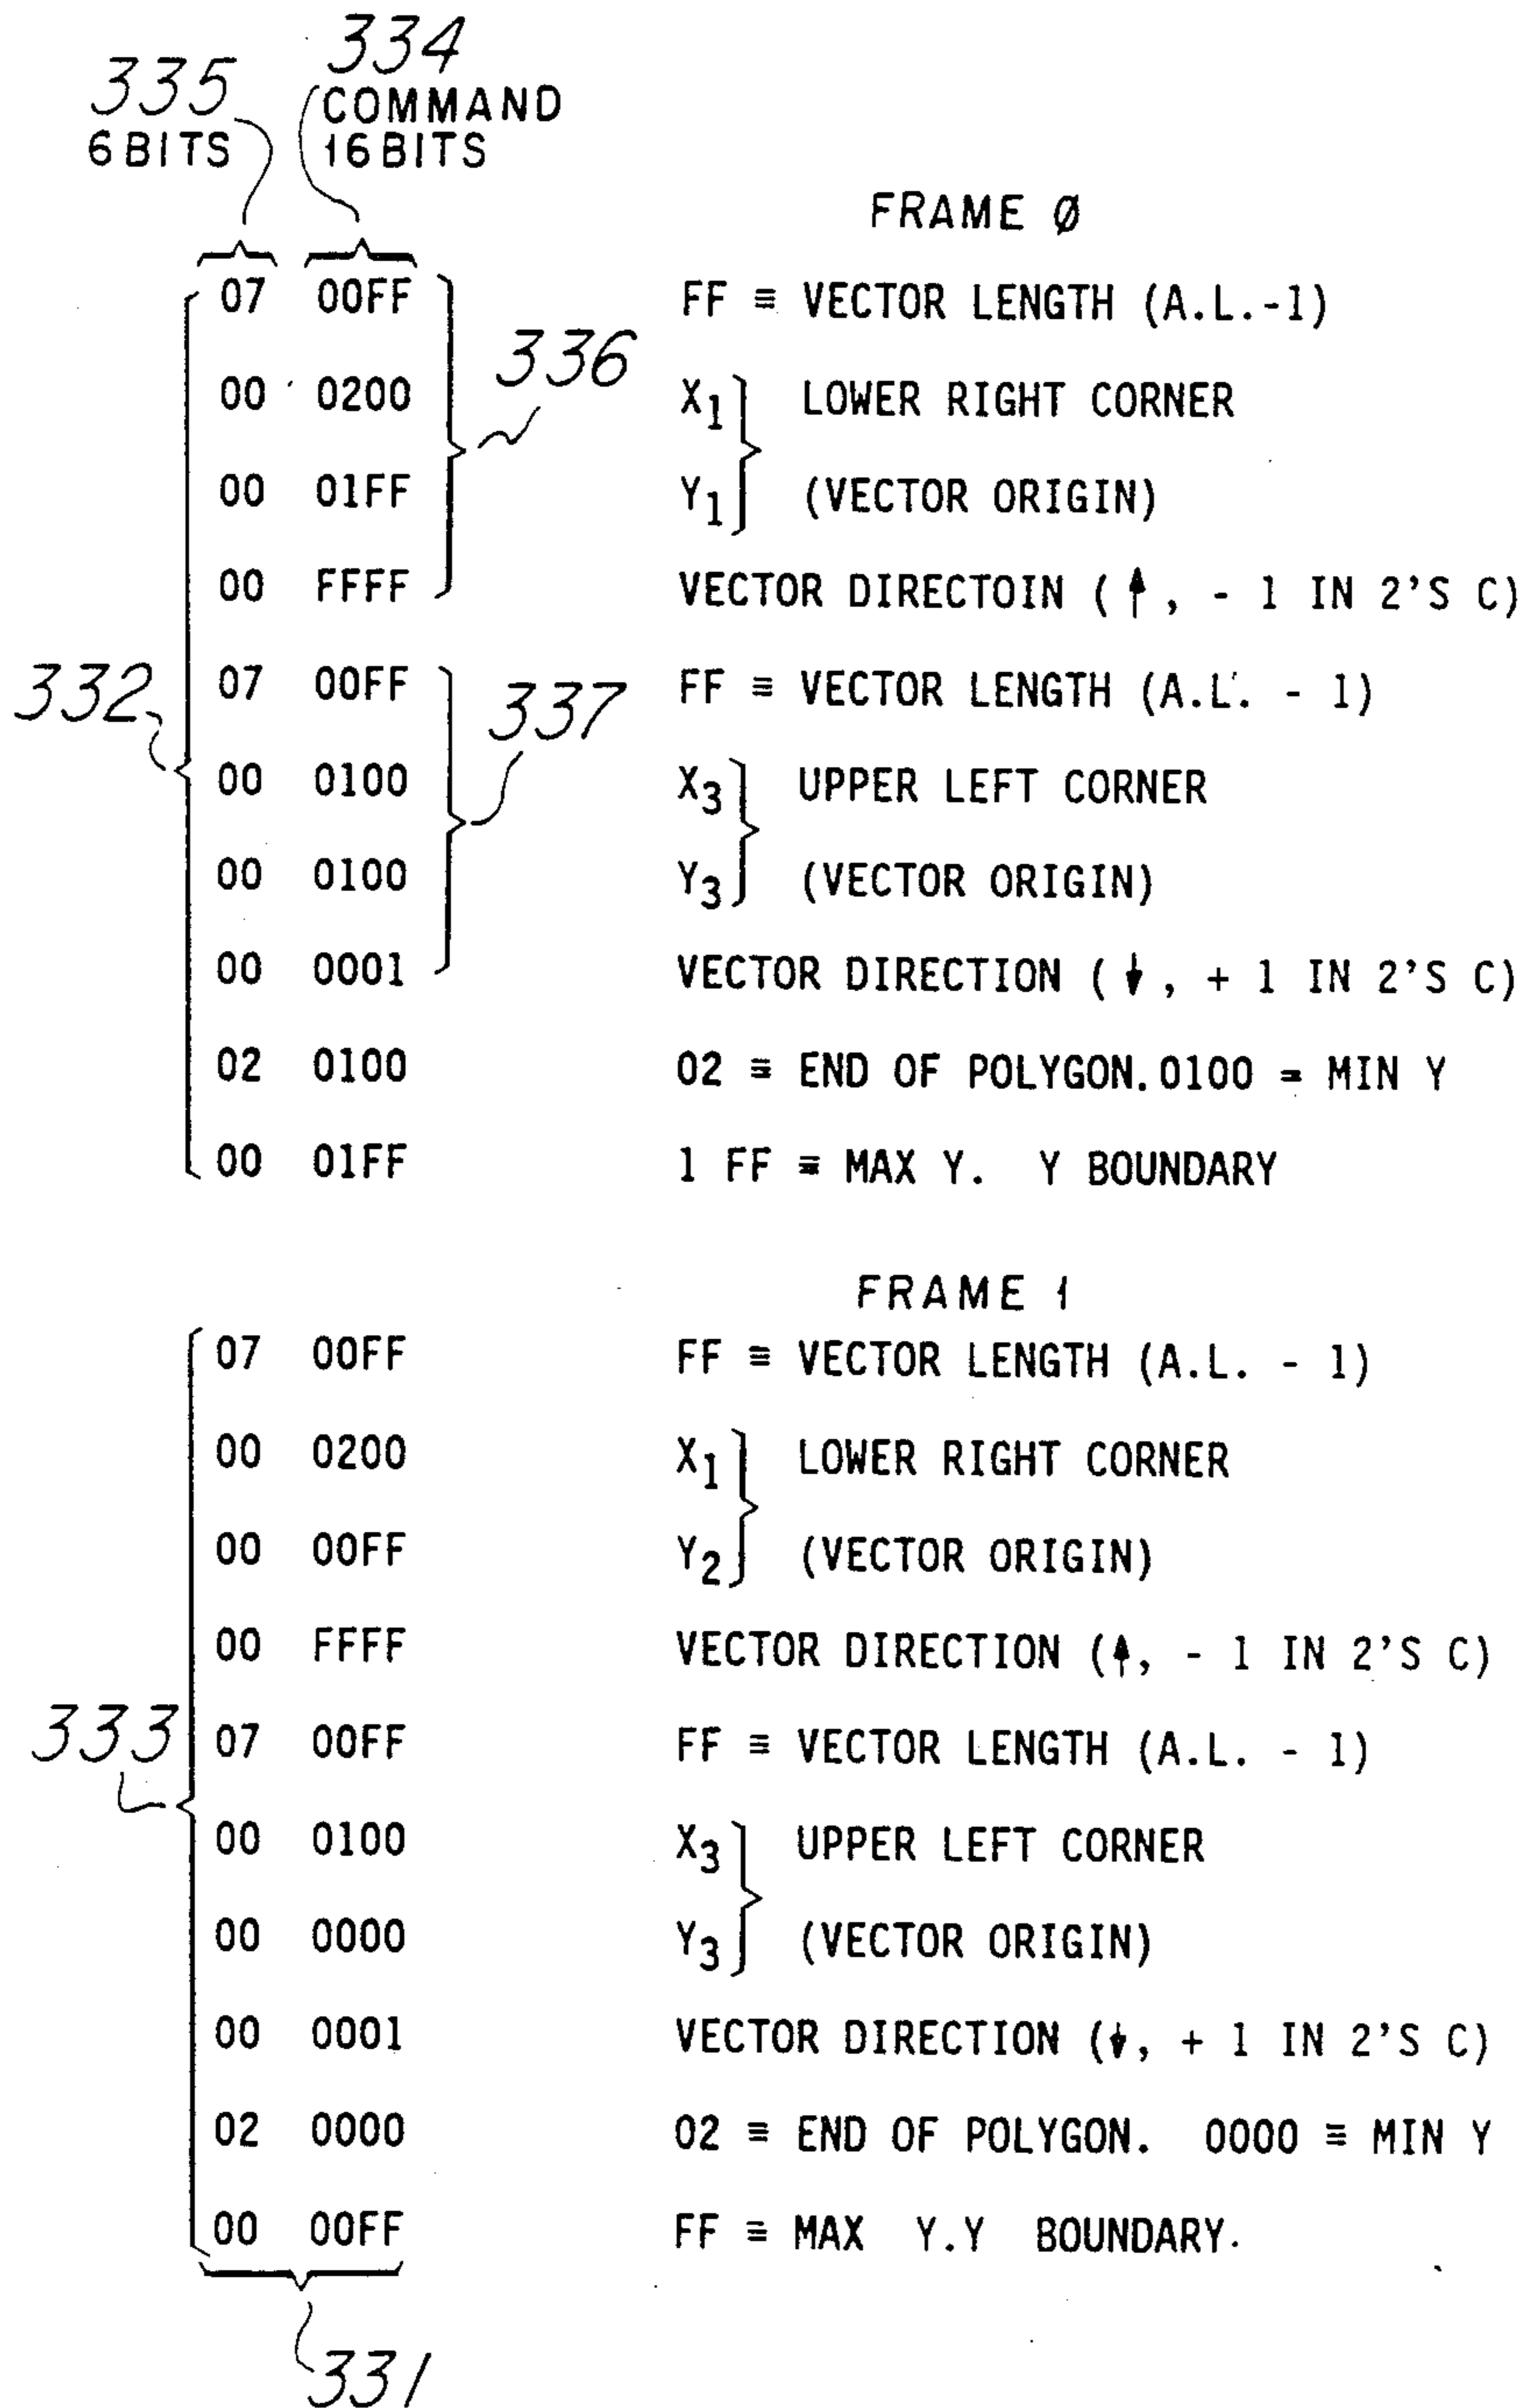 334
335 COMMAND
6 BITS 16 BITS
FRAME Ø
07 00FF FF ≡ VECTOR LENGTH (A.L.-1)
336
00 0200 X1 LOWER RIGHT CORNER
00 01FF Y1 (VECTOR ORIGIN)
00 FFFF VECTOR DIRECTOIN (↑, - 1 IN 2'S C)
332
07 00FF FF ≡ VECTOR LENGTH (A.L. - 1)
337
00 0100 X3 UPPER LEFT CORNER
00 0100 Y3 (VECTOR ORIGIN)
00 0001 VECTOR DIRECTION (↓, + 1 IN 2'S C)
02 0100 02 ≡ END OF POLYGON. 0100 = MIN Y
00 01FF 1 FF ≡ MAX Y. Y BOUNDARY
FRAME 1
07 00FF FF ≡ VECTOR LENGTH (A.L. - 1)
00 0200 X1 LOWER RIGHT CORNER
00 00FF Y2 (VECTOR ORIGIN)
00 FFFF VECTOR DIRECTION (↑, - 1 IN 2'S C)
333
07 00FF FF ≡ VECTOR LENGTH (A.L. - 1)
00 0100 X3 UPPER LEFT CORNER
00 0000 Y3 (VECTOR ORIGIN)
00 0001 VECTOR DIRECTION (↓, + 1 IN 2'S C)
02 0000 02 ≡ END OF POLYGON. 0000 ≡ MIN Y
00 00FF FF ≡ MAX Y.Y BOUNDARY.
331